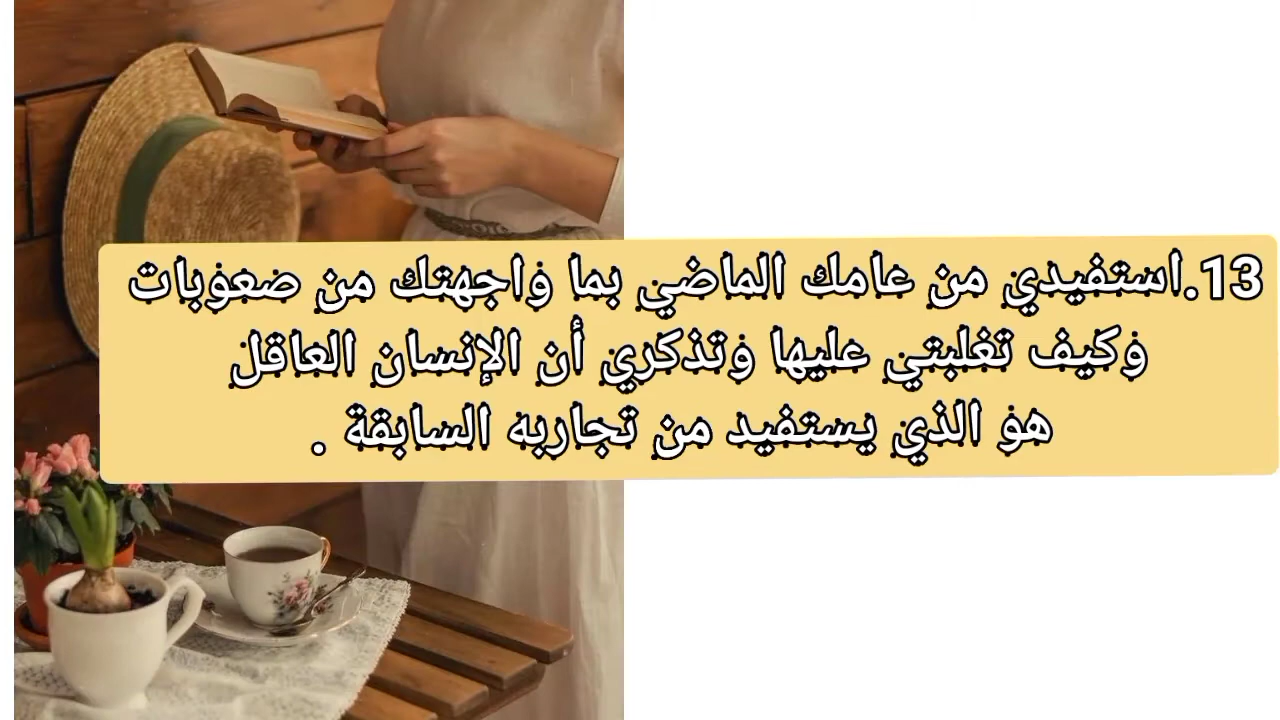 13.استفيدي من عامك الماضي بما واجهتك من صعوبات
وكيف تغلبتي عليها وتذكري أن الإنسان العاقل
هو الذي يستفيد من تجاربه السابقة .